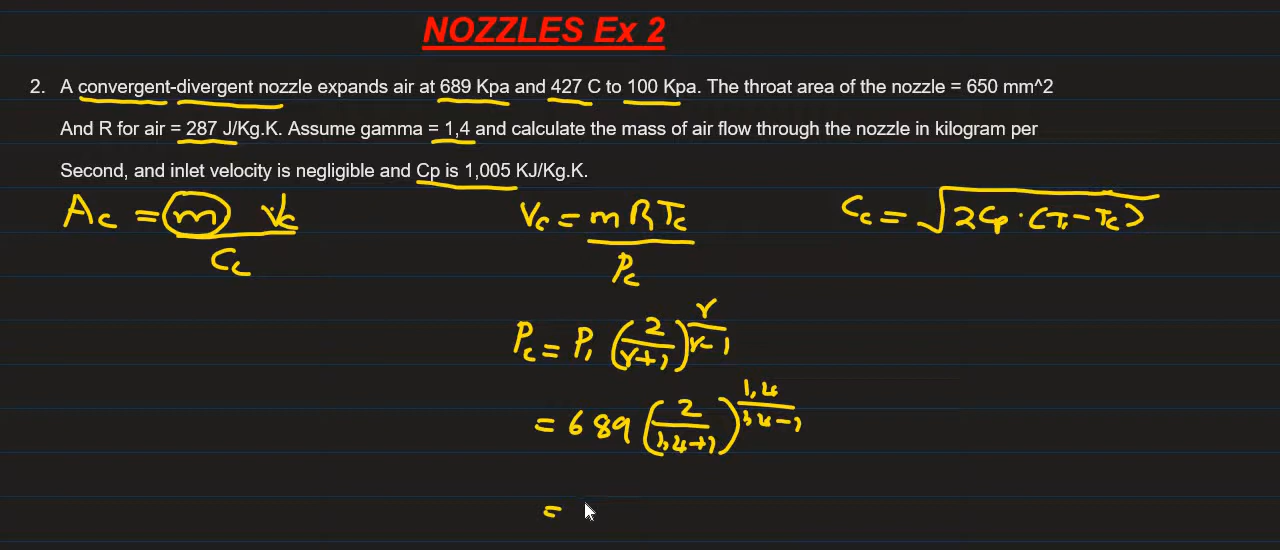 NOZZLES Ex 2
2. A convergent-divergent nozzle expands air at 689 Kpa and 427 C to 100 Kpa. The throat area of the nozzle = 650 mm^2
And R for air = 287 J/Kg.K. Assume gamma = 1,4 and calculate the mass of air flow through the nozzle in kilogram per
Second, and inlet velocity is negligible and Cp is 1,005 KJ/Kg.K.
Ac = m Vc / Cc
Vc = m R Tc / Pc
Cc = √(2Cp · (T1 - Tc))
Pc = P1 (2 / (γ+1))^(γ / (γ-1))
= 689 (2 / (1,4+1))^(1,4 / (1,4-1))
=